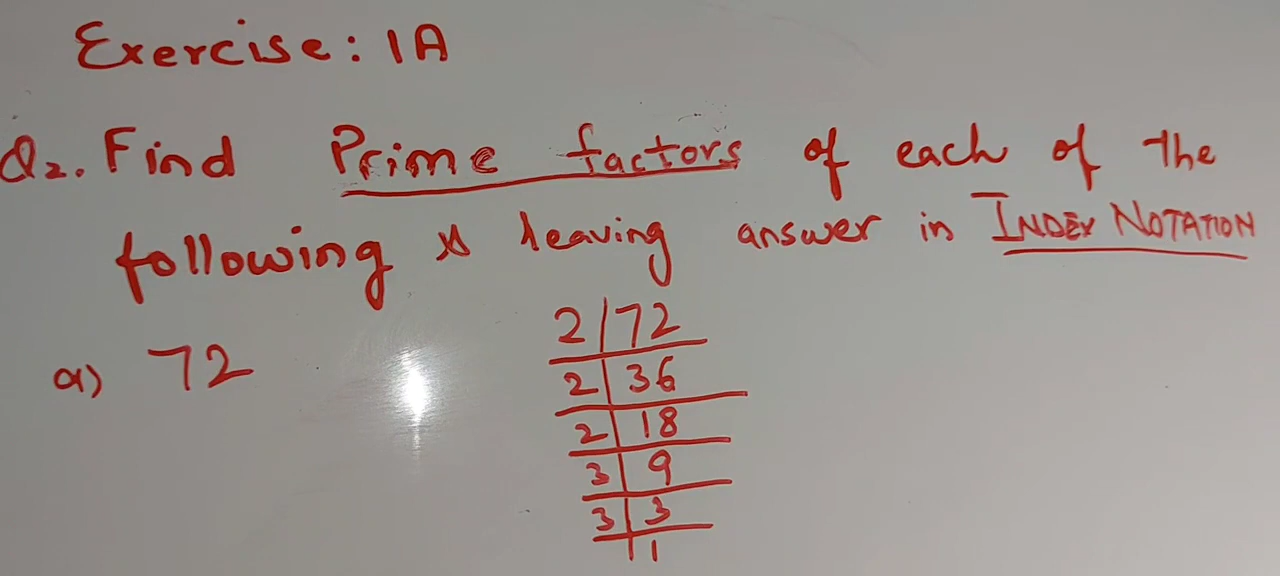 Exercise: 1A
Q2. Find Prime factors of each of the
following leaving answer in INDEX NOTATION
a) 72
2 72
2 36
2 18
3 9
3 3
1